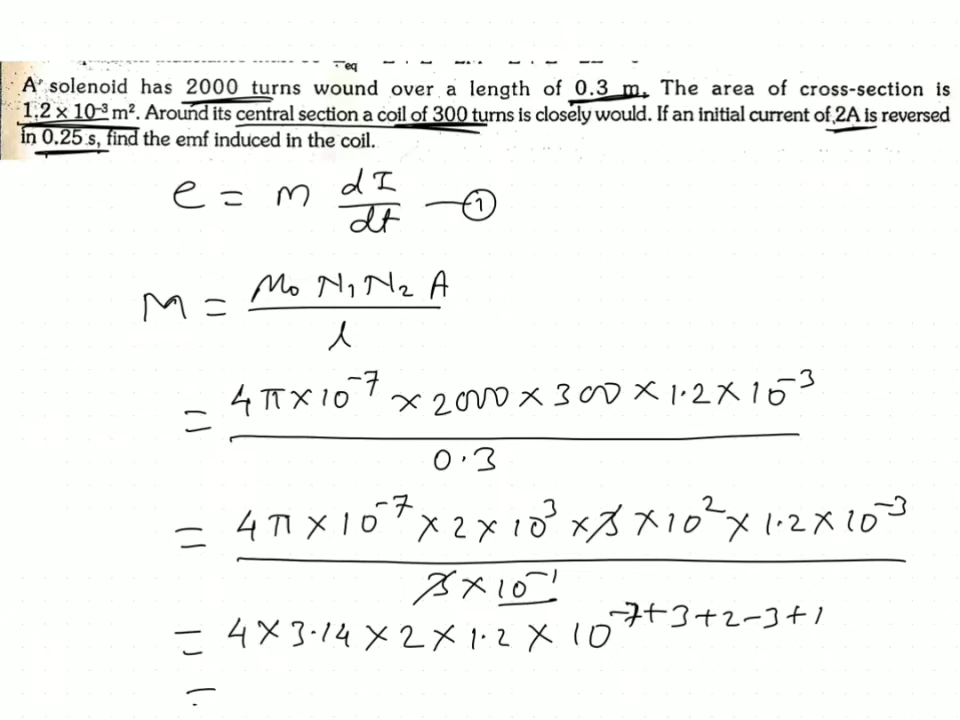 eq
A solenoid has 2000 turns wound over a length of 0.3 m. The area of cross-section is
1.2 × 10⁻³ m². Around its central section a coil of 300 turns is closely would. If an initial current of 2A is reversed
in 0.25 s, find the emf induced in the coil.
e = m dI/dt —①
M = M₀ N₁ N₂ A / l
= 4π×10⁻⁷ × 2000 × 300 × 1.2 × 10⁻³ / 0.3
= 4π × 10⁻⁷ × 2 × 10³ × 3 × 10² × 1.2 × 10⁻³ / 3 × 10⁻¹
= 4 × 3.14 × 2 × 1.2 × 10⁻⁷⁺³⁺²⁻³⁺¹
=